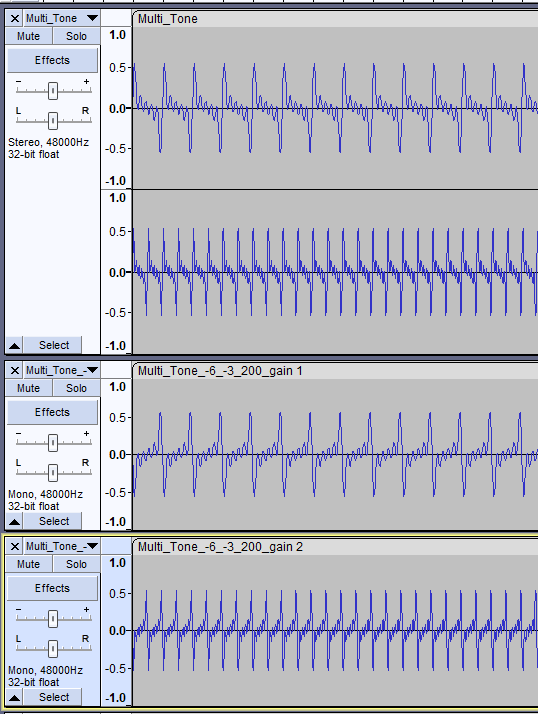 Multi_Tone
Multi_Tone
Mute Solo
Effects
- +
L R
Stereo, 48000Hz
32-bit float
Select
1.0
0.5
0.0
-0.5
-1.0
1.0
0.5
0.0
-0.5
-1.0
Multi_Tone_-
Multi_Tone_-6_-3_200_gain 1
Mute Solo
Effects
- +
L R
Mono, 48000Hz
32-bit float
Select
1.0
0.5
0.0
-0.5
-1.0
Multi_Tone_-
Multi_Tone_-6_-3_200_gain 2
Mute Solo
Effects
- +
L R
Mono, 48000Hz
32-bit float
Select
1.0
0.5
0.0
-0.5
-1.0